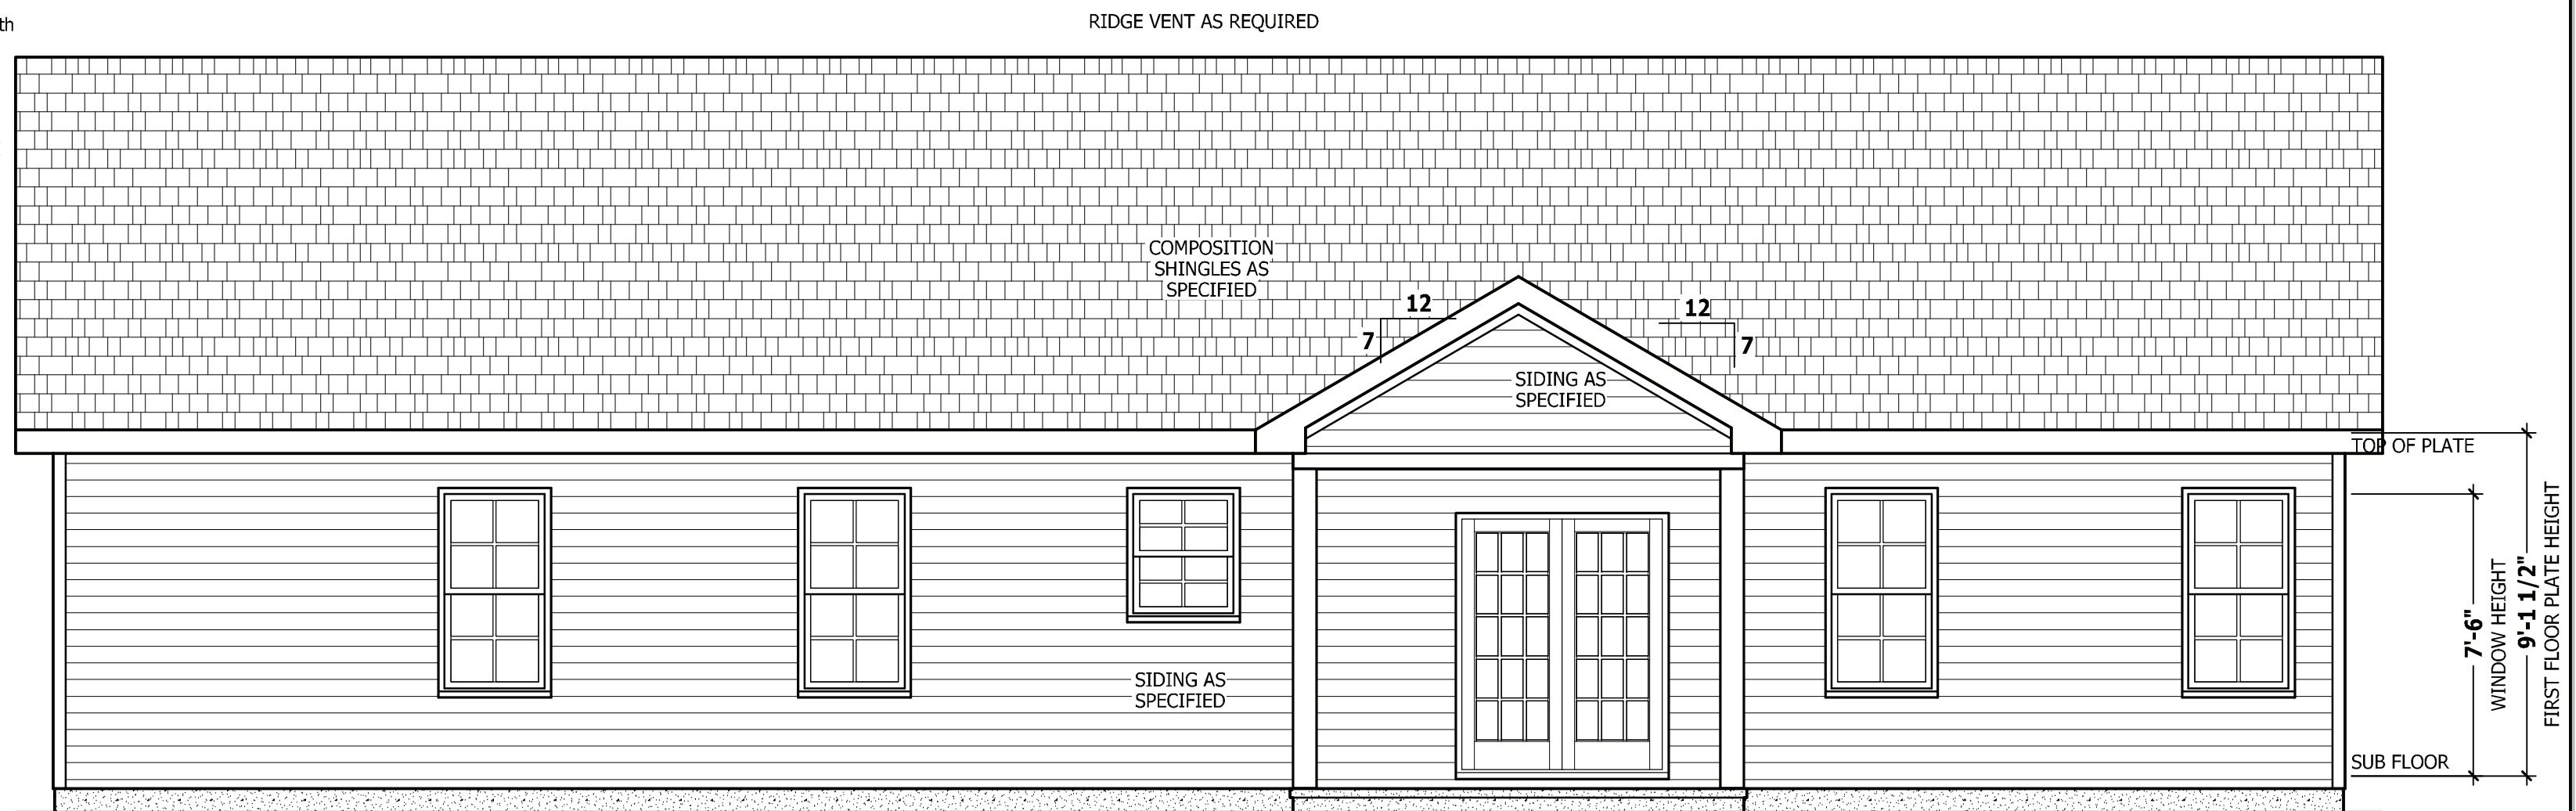 th
RIDGE VENT AS REQUIRED
COMPOSITION
SHINGLES AS
SPECIFIED
12
7
12
7
SIDING AS
SPECIFIED
TOP OF PLATE
SIDING AS
SPECIFIED
7'-6"
WINDOW HEIGHT
9'-1 1/2"
FIRST FLOOR PLATE HEIGHT
SUB FLOOR